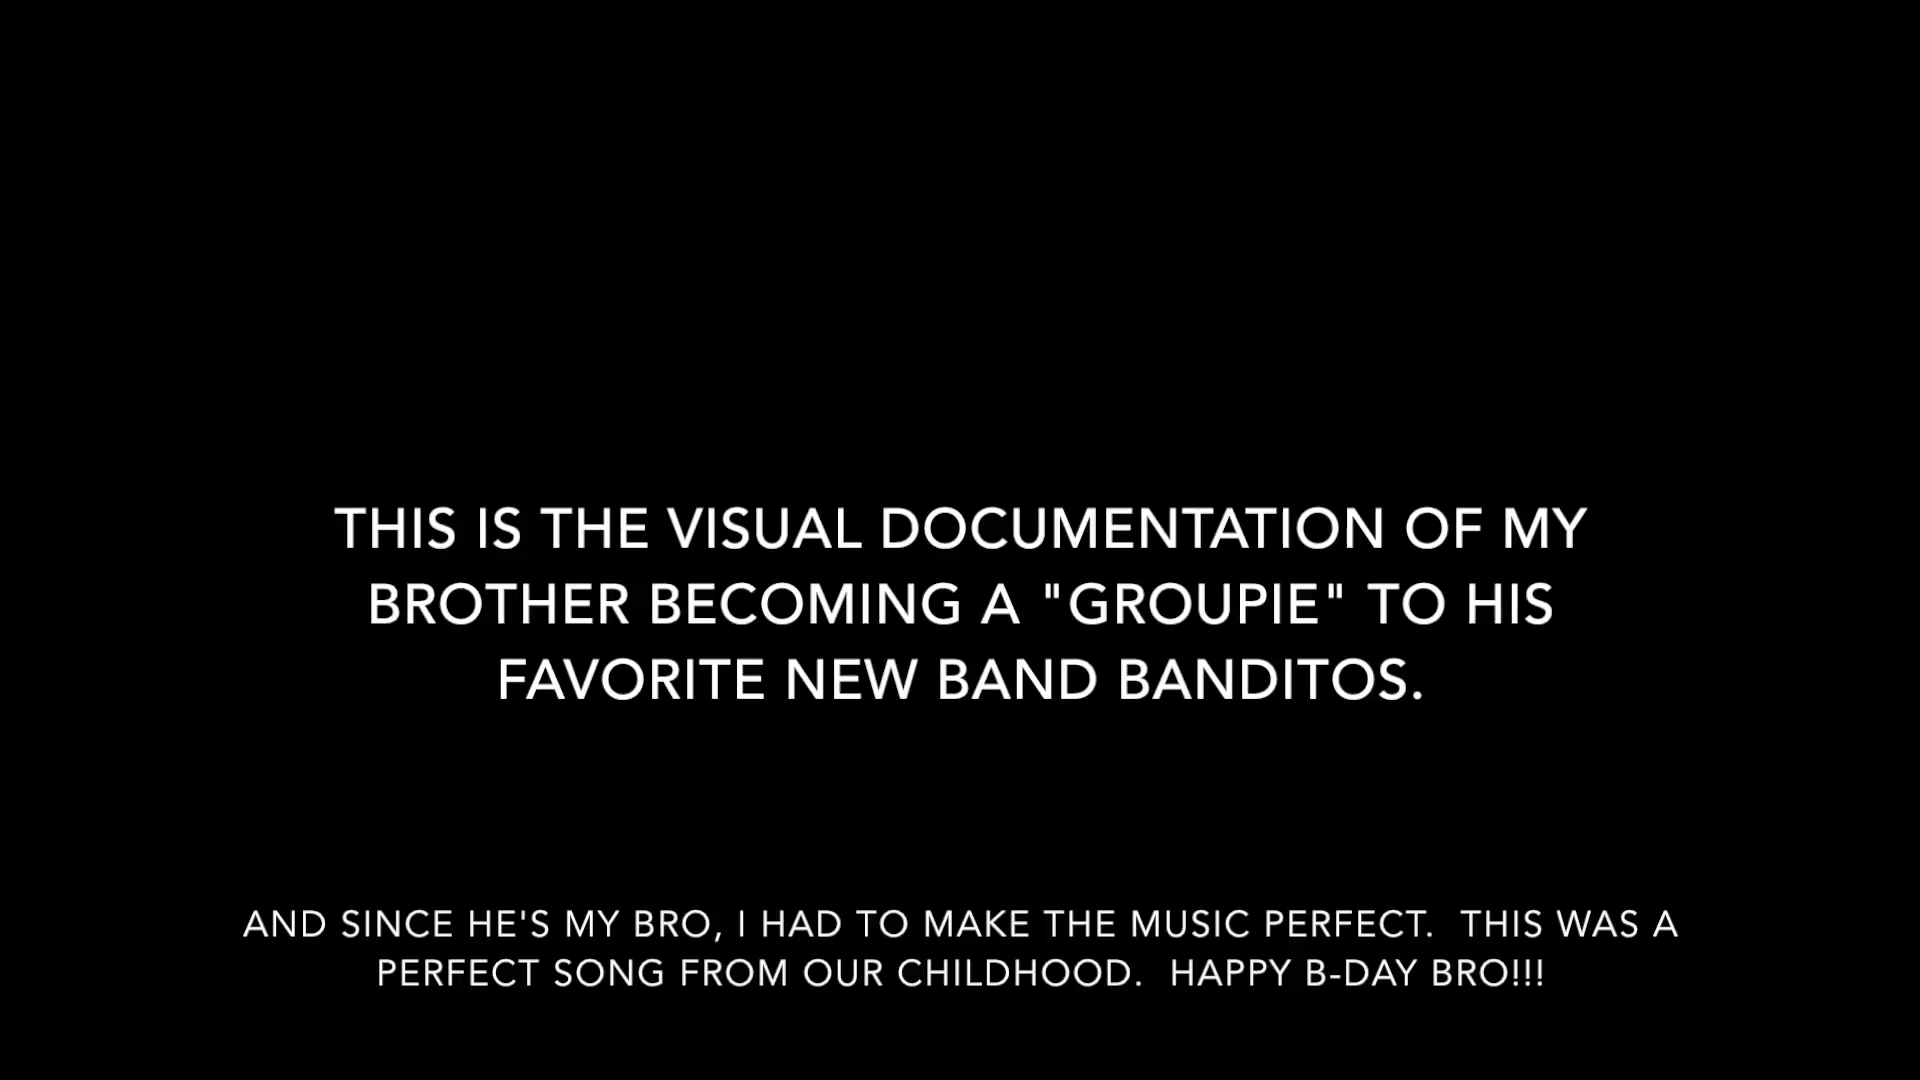 THIS IS THE VISUAL DOCUMENTATION OF MY
BROTHER BECOMING A "GROUPIE" TO HIS
FAVORITE NEW BAND BANDITOS.
AND SINCE HE'S MY BRO, I HAD TO MAKE THE MUSIC PERFECT.  THIS WAS A
PERFECT SONG FROM OUR CHILDHOOD.  HAPPY B-DAY BRO!!!